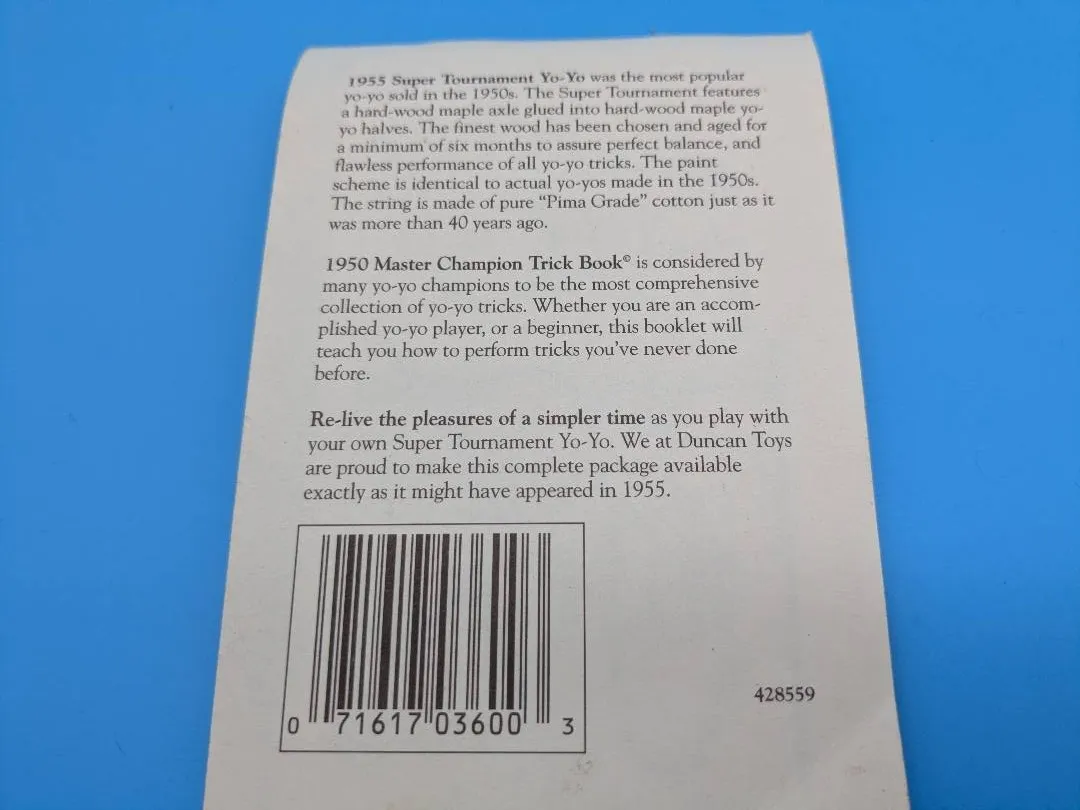 1955 Super Tournament Yo-Yo was the most popular
yo-yo sold in the 1950s. The Super Tournament features
a hard-wood maple axle glued into hard-wood maple yo-
yo halves. The finest wood has been chosen and aged for
a minimum of six months to assure perfect balance, and
flawless performance of all yo-yo tricks. The paint
scheme is identical to actual yo-yos made in the 1950s.
The string is made of pure “Pima Grade” cotton just as it
was more than 40 years ago.
1950 Master Champion Trick Book© is considered by
many yo-yo champions to be the most comprehensive
collection of yo-yo tricks. Whether you are an accom-
plished yo-yo player, or a beginner, this booklet will
teach you how to perform tricks you’ve never done
before.
Re-live the pleasures of a simpler time as you play with
your own Super Tournament Yo-Yo. We at Duncan Toys
are proud to make this complete package available
exactly as it might have appeared in 1955.
428559
0 71617 03600 3